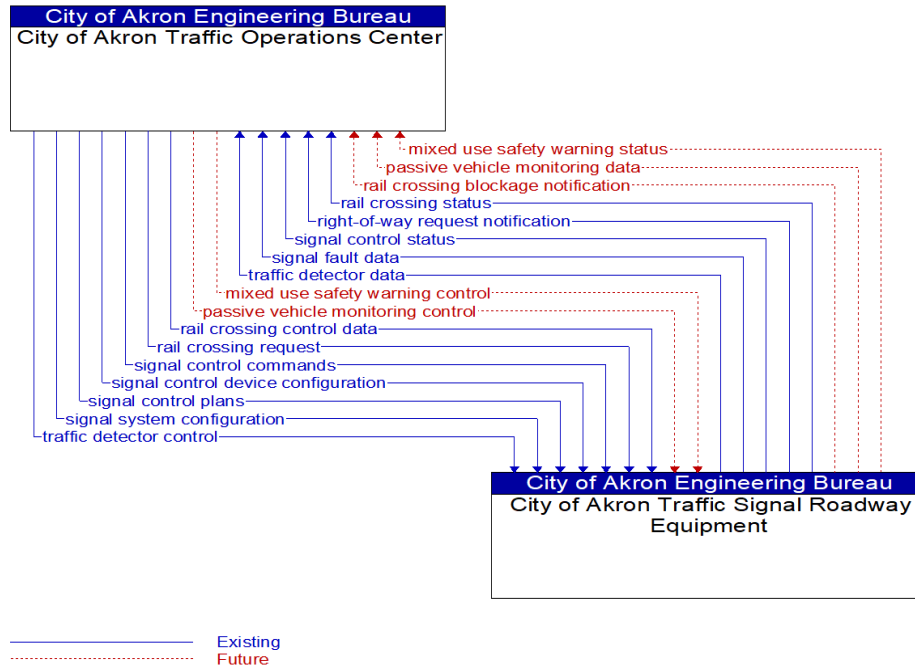 City of Akron Engineering Bureau
City of Akron Traffic Operations Center
mixed use safety warning status
passive vehicle monitoring data
rail crossing blockage notification
rail crossing status
right-of-way request notification
signal control status
signal fault data
traffic detector data
mixed use safety warning control
passive vehicle monitoring control
rail crossing control data
rail crossing request
signal control commands
signal control device configuration
signal control plans
signal system configuration
traffic detector control
City of Akron Engineering Bureau
City of Akron Traffic Signal Roadway
Equipment
Existing
Future